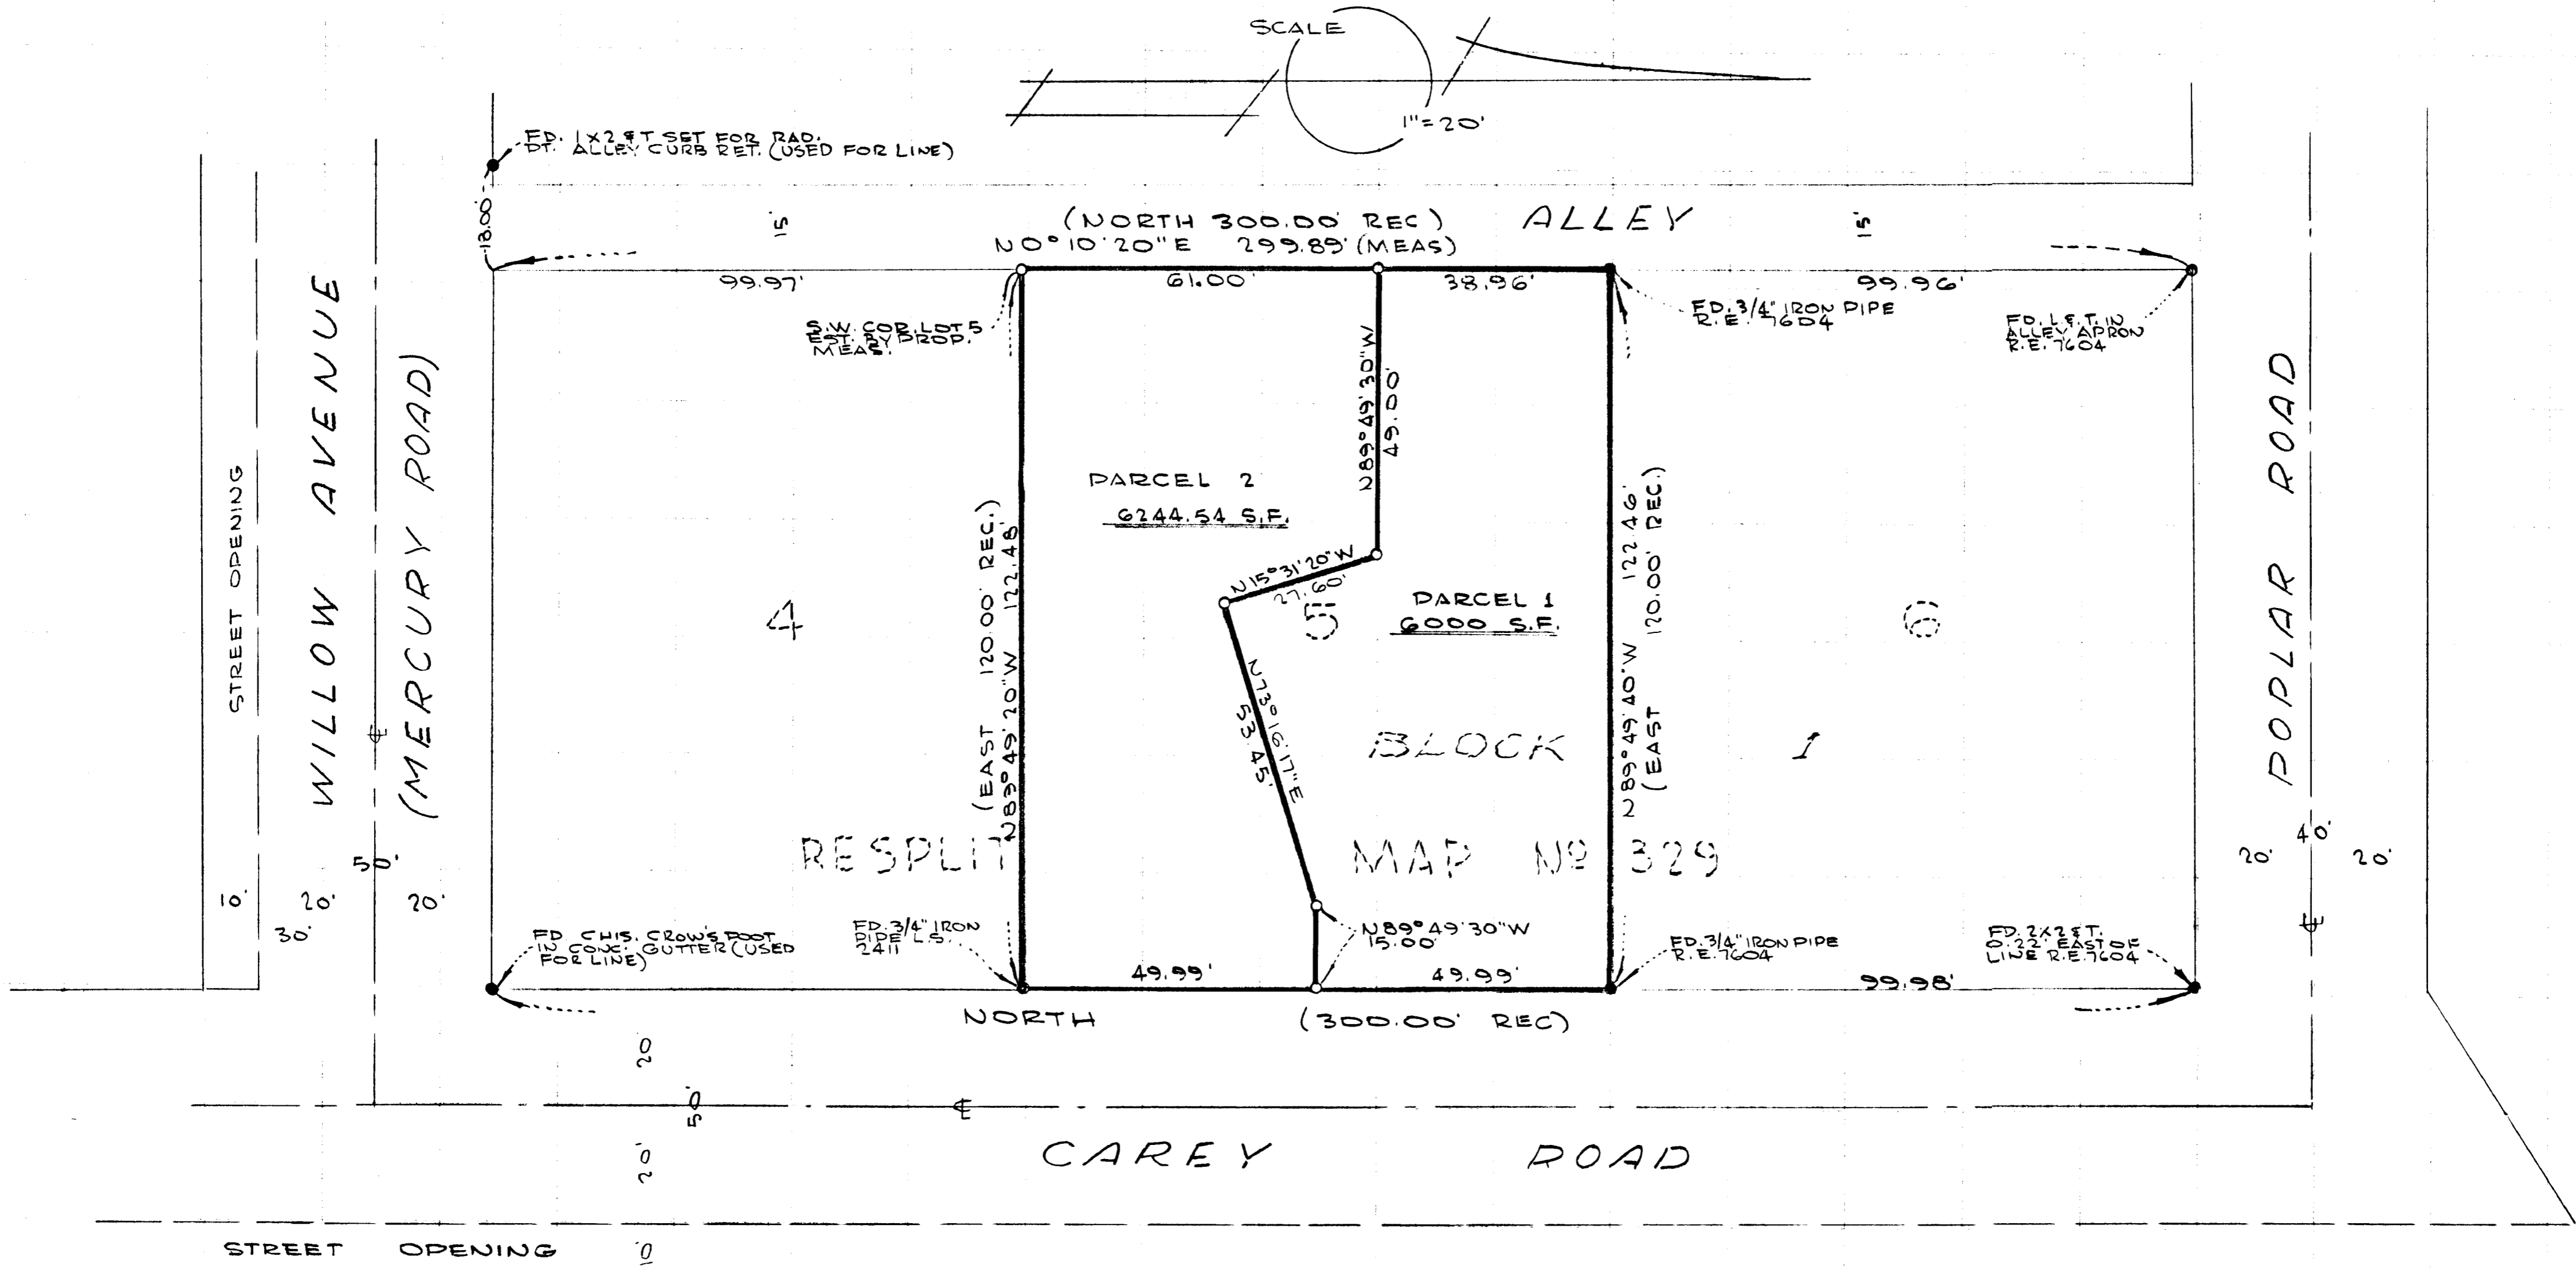 SCALE
1"=20'
FD. 1X2 & T SET FOR RAD.
PT. ALLEY CURB RET. (USED FOR LINE)
13.00'
15'
(NORTH 300.00' REC)
N0°10'20"E 299.89' (MEAS)
ALLEY
15'
99.97'
61.00'
38.96'
99.96'
S.W. COR. LOT 5
EST. BY PROP.
MEAS.
FD. 3/4" IRON PIPE
R.E. 7604
FD. L. & T. IN
ALLEY APRON
R.E. 7604
STREET OPENING
WILLOW AVENUE
(MERCURY ROAD)
N89°49'30"W
49.00'
PARCEL 2
6244.54 S.F.
(EAST 120.00' REC.)
N89°49'20"W 122.48'
N15°31'20"W
27.60'
4
5
PARCEL 1
6000 S.F.
6
N89°49'40"W 122.46'
(EAST 120.00' REC.)
POPLAR ROAD
N73°16'17"E
53.45'
BLOCK 1
RESPLIT MAP Nº 329
50'
10'
20'
20'
30'
40'
20'
20'
FD. CHIS. CROW'S FOOT
IN CONC. GUTTER (USED
FOR LINE)
FD. 3/4" IRON
PIPE L.S.
2411
N89°49'30"W
15.00'
FD. 3/4" IRON PIPE
R.E. 7604
FD. 2X2 & T.
0.22' EAST OF
LINE R.E. 7604
49.99'
49.99'
99.98'
NORTH (300.00' REC)
20
50'
20'
CAREY ROAD
STREET OPENING
10'